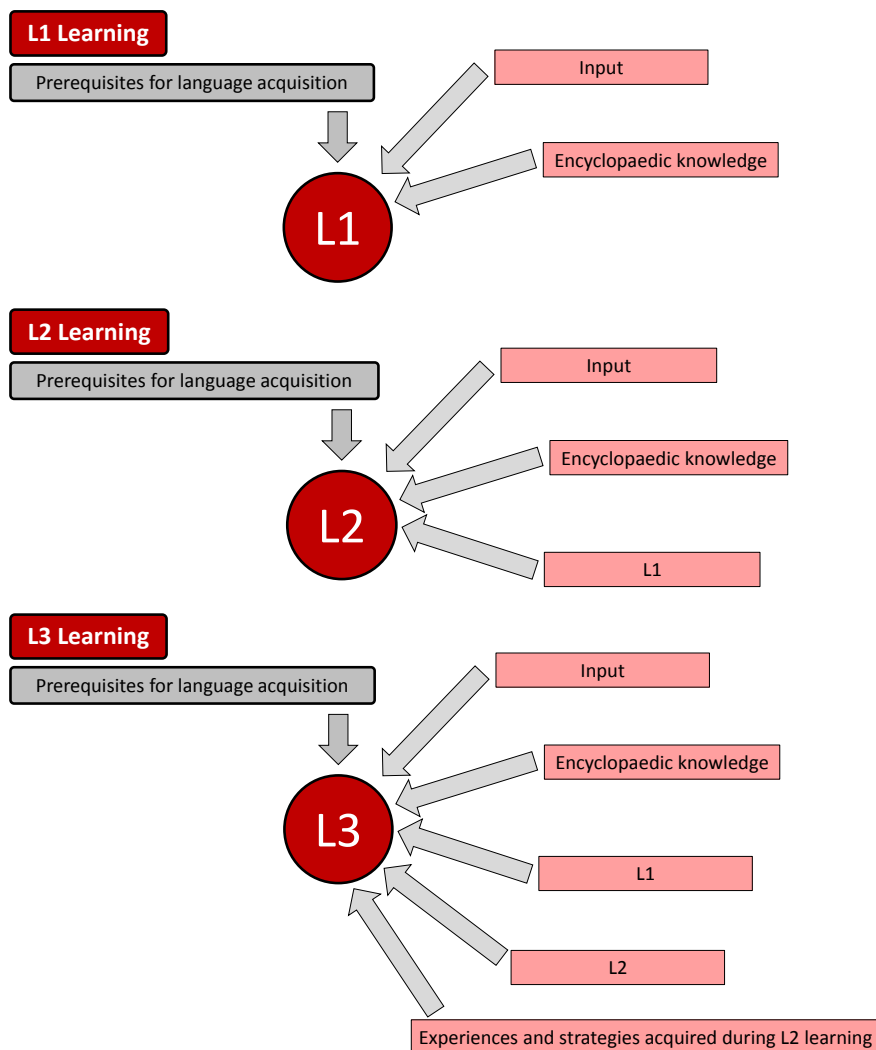 L1 Learning
Prerequisites for language acquisition
Input
Encyclopaedic knowledge
L1
L2 Learning
Prerequisites for language acquisition
Input
Encyclopaedic knowledge
L2
L1
L3 Learning
Prerequisites for language acquisition
Input
Encyclopaedic knowledge
L3
L1
L2
Experiences and strategies acquired during L2 learning